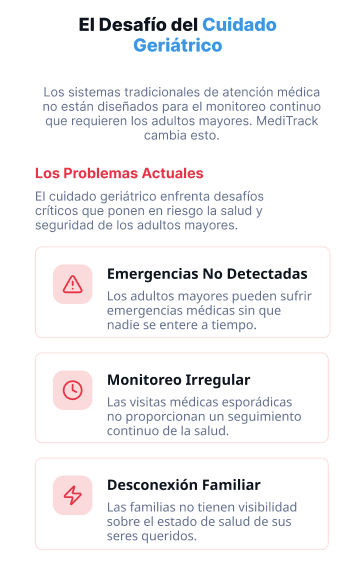 El Desafío del Cuidado
Geriátrico
Los sistemas tradicionales de atención médica
no están diseñados para el monitoreo continuo
que requieren los adultos mayores. MediTrack
cambia esto.
Los Problemas Actuales
El cuidado geriátrico enfrenta desafíos
críticos que ponen en riesgo la salud y
seguridad de los adultos mayores.
Emergencias No Detectadas
Los adultos mayores pueden sufrir
emergencias médicas sin que
nadie se entere a tiempo.
Monitoreo Irregular
Las visitas médicas esporádicas
no proporcionan un seguimiento
continuo de la salud.
Desconexión Familiar
Las familias no tienen visibilidad
sobre el estado de salud de sus
seres queridos.